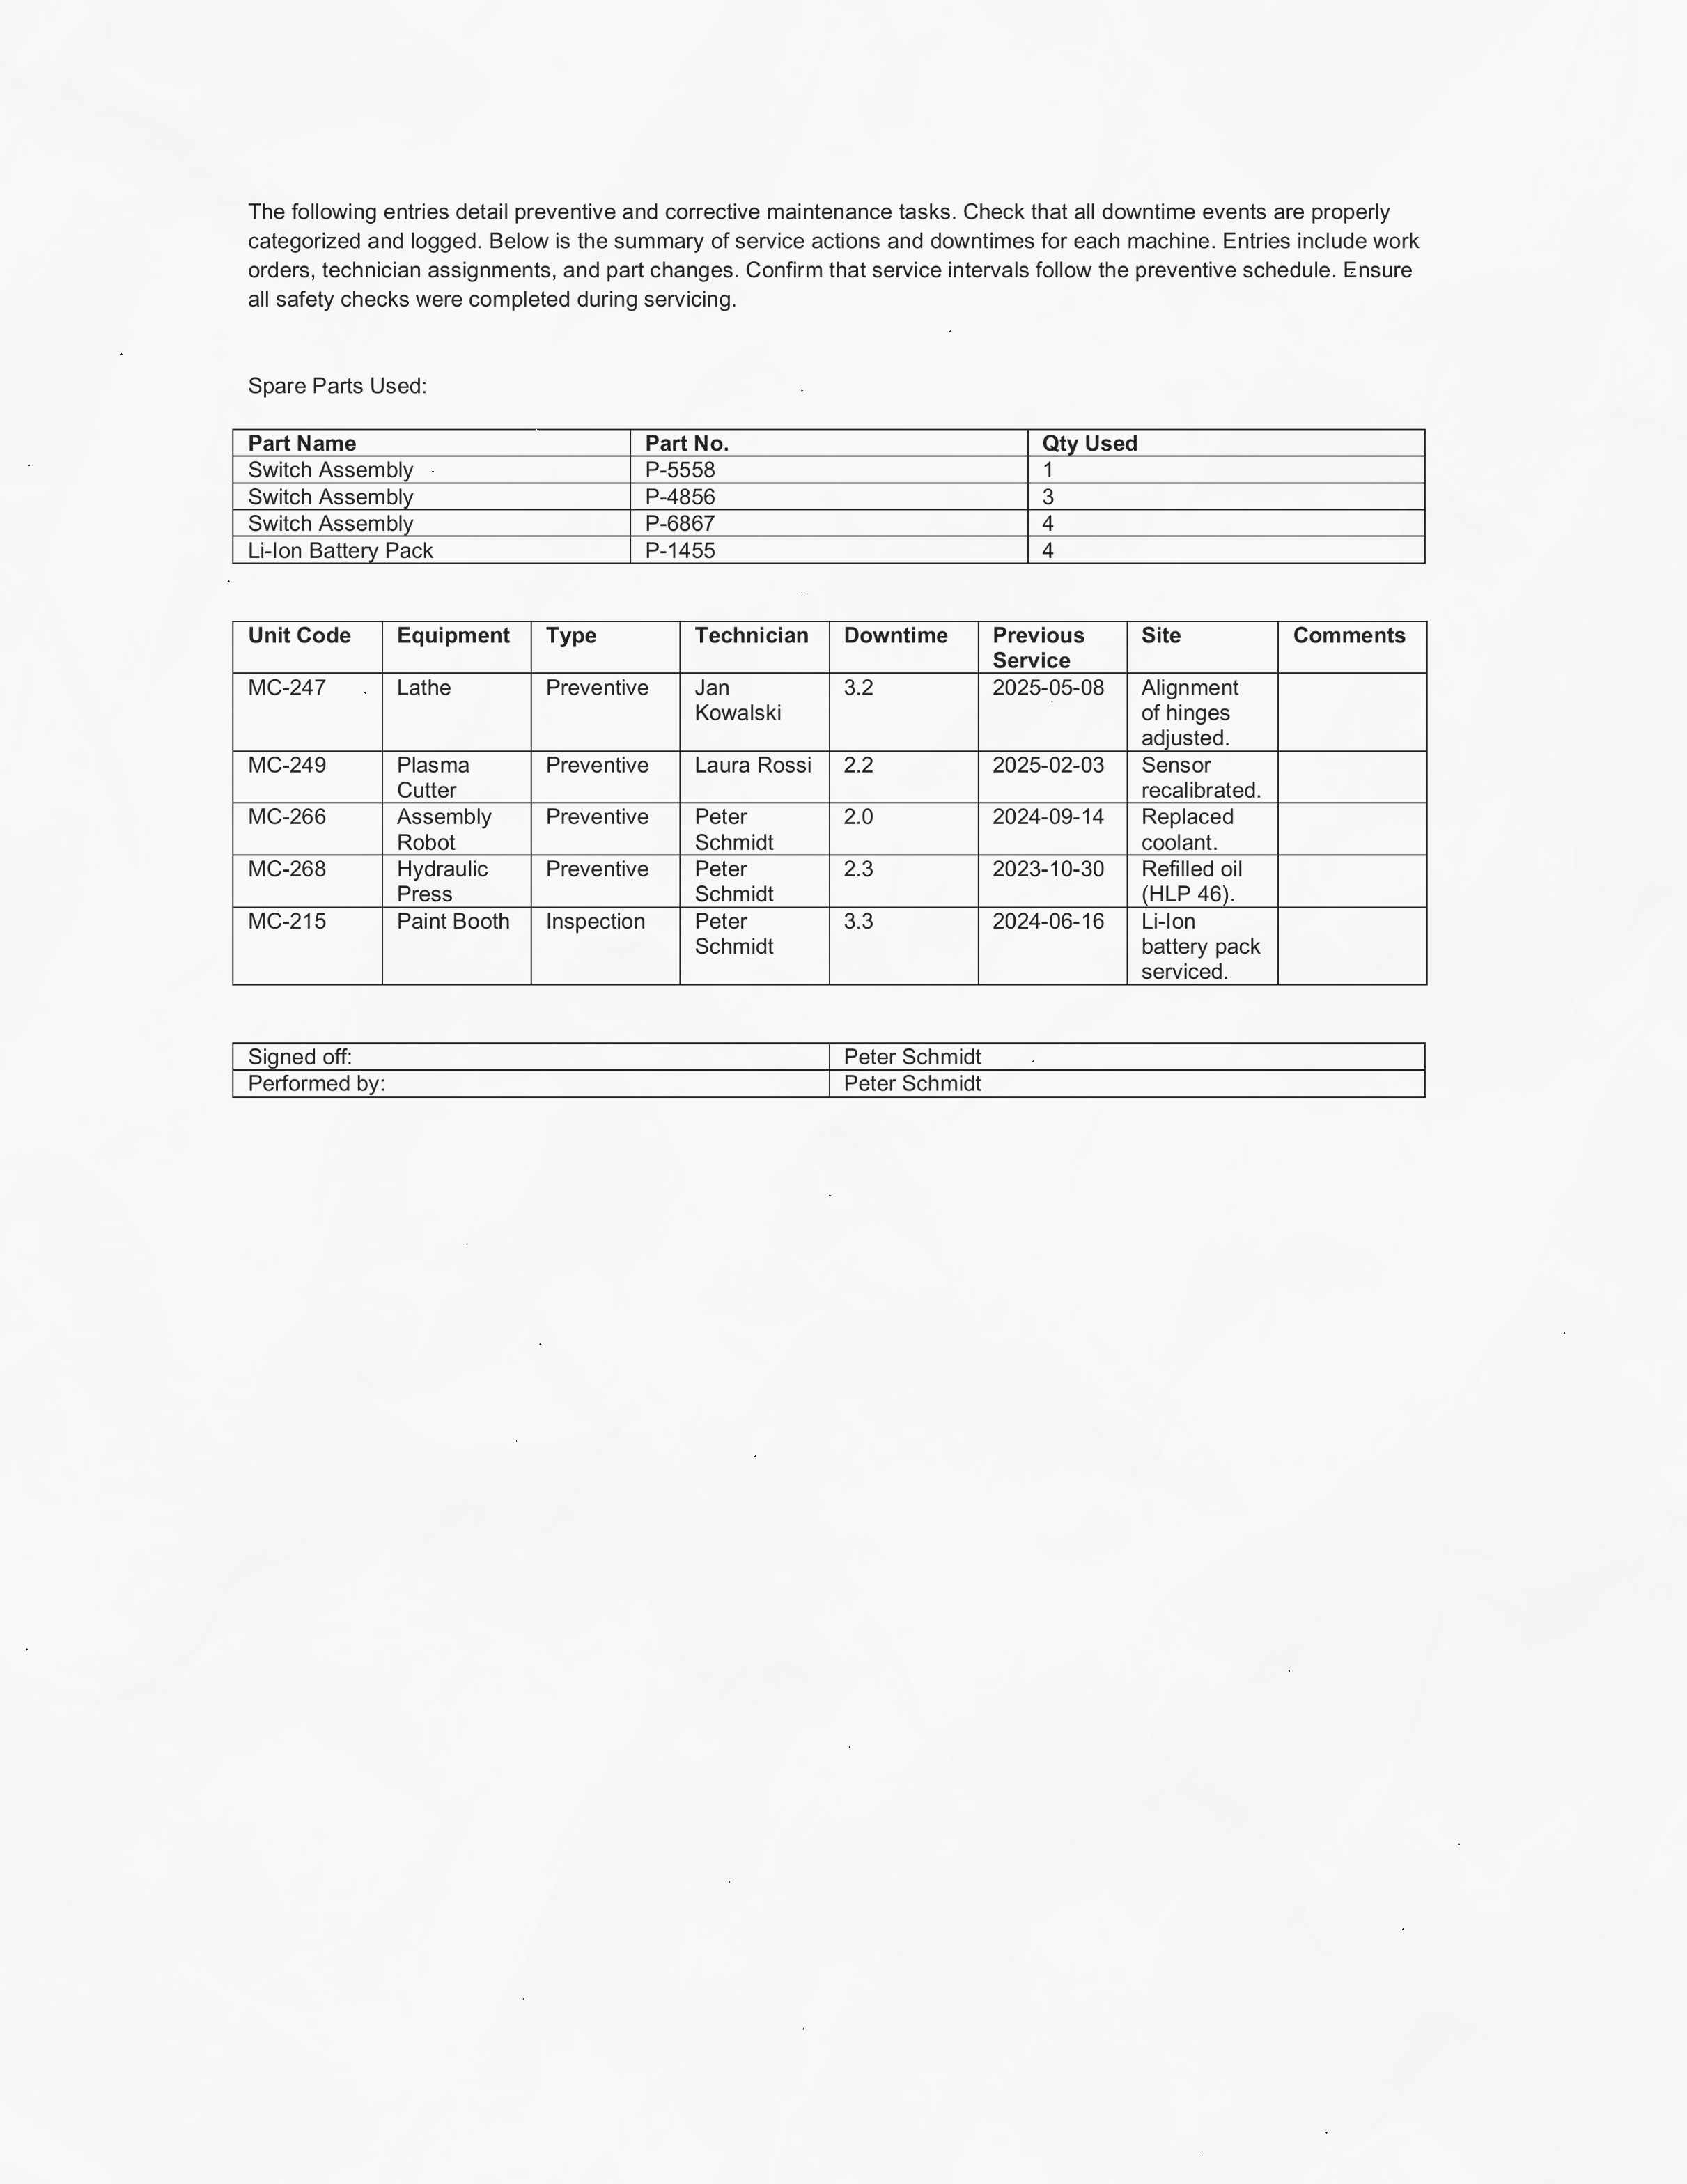 The following entries detail preventive and corrective maintenance tasks. Check that all downtime events are properly
categorized and logged. Below is the summary of service actions and downtimes for each machine. Entries include work
orders, technician assignments, and part changes. Confirm that service intervals follow the preventive schedule. Ensure
all safety checks were completed during servicing.
Spare Parts Used:
Part Name Part No. Qty Used
Switch Assembly P-5558 1
Switch Assembly P-4856 3
Switch Assembly P-6867 4
Li-Ion Battery Pack P-1455 4
Unit Code Equipment Type Technician Downtime Previous Site Comments
Service
MC-247 Lathe Preventive Jan 3.2 2025-05-08 Alignment
Kowalski of hinges
adjusted.
MC-249 Plasma Preventive Laura Rossi 2.2 2025-02-03 Sensor
Cutter recalibrated.
MC-266 Assembly Preventive Peter 2.0 2024-09-14 Replaced
Robot Schmidt coolant.
MC-268 Hydraulic Preventive Peter 2.3 2023-10-30 Refilled oil
Press Schmidt (HLP 46).
MC-215 Paint Booth Inspection Peter 3.3 2024-06-16 Li-Ion
Schmidt battery pack
serviced.
Signed off: Peter Schmidt
Performed by: Peter Schmidt